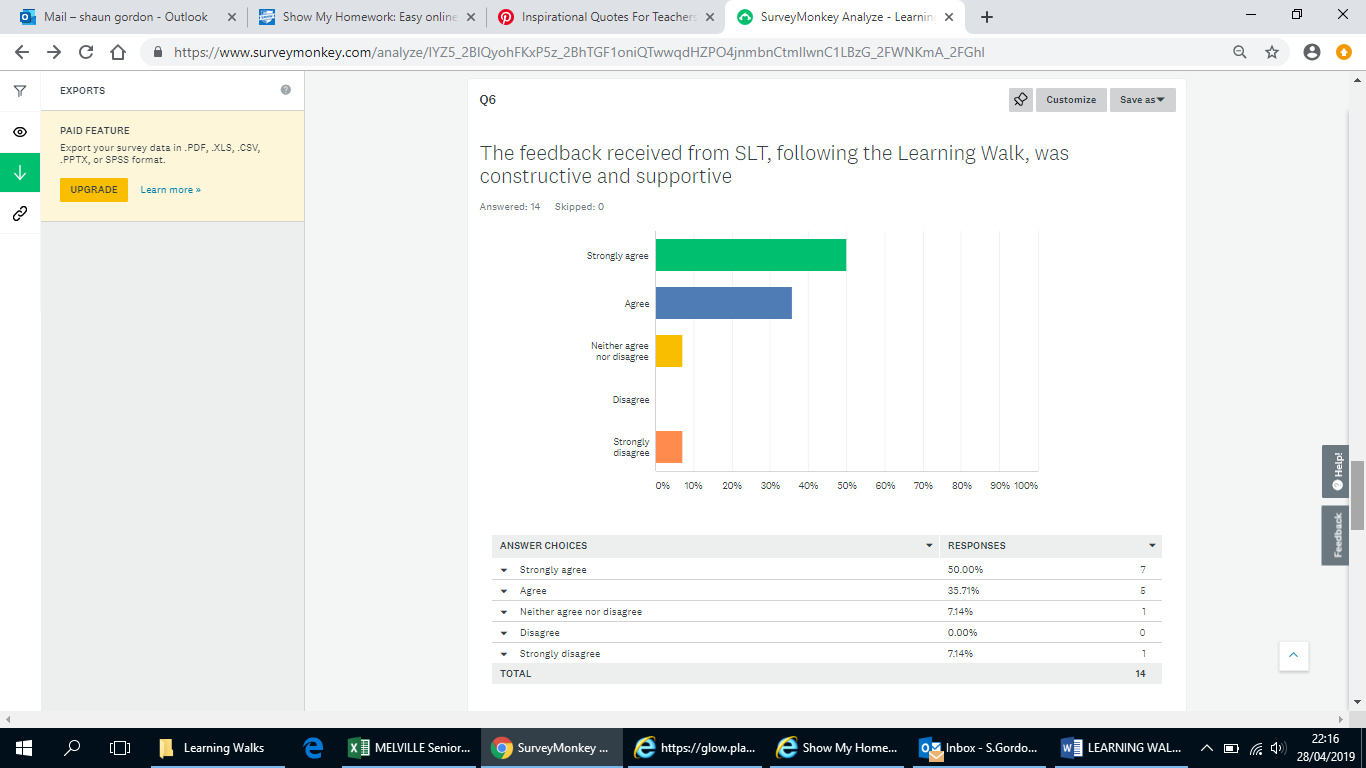 Mail – shaun gordon - Outlook
Show My Homework: Easy online
Inspirational Quotes For Teachers
SurveyMonkey Analyze - Learnin
https://www.surveymonkey.com/analyze/
EXPORTS
PAID FEATURE
Export your survey data in .PDF, .XLS, .CSV,
.PPTX, or SPSS format.
UPGRADE Learn more »
Q6
Customize Save as
The feedback received from SLT, following the Learning Walk, was
constructive and supportive
Answered: 14 Skipped: 0
Strongly agree
Agree
Neither agree
nor disagree
Disagree
Strongly
disagree
0% 10% 20% 30% 40% 50% 60% 70% 80% 90% 100%
Help!
Feedback
ANSWER CHOICES RESPONSES
Strongly agree 50.00% 7
Agree 35.71% 5
Neither agree nor disagree 7.14% 1
Disagree 0.00% 0
Strongly disagree 7.14% 1
TOTAL 14
Learning Walks
MELVILLE Senior...
SurveyMonkey ...
https://glow.pla...
Show My Home...
Inbox - S.Gordo...
LEARNING WAL...
22:16
28/04/2019